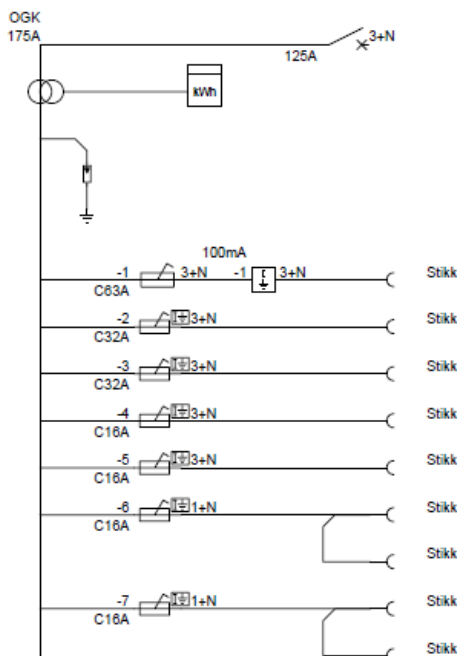 OGK
175A
125A
3+N
kWh
100mA
-1 3+N -1 3+N Stikk
C63A
-2 3+N Stikk
C32A
-3 3+N Stikk
C32A
-4 3+N Stikk
C16A
-5 3+N Stikk
C16A
-6 1+N Stikk
C16A
Stikk
-7 1+N Stikk
C16A
Stikk